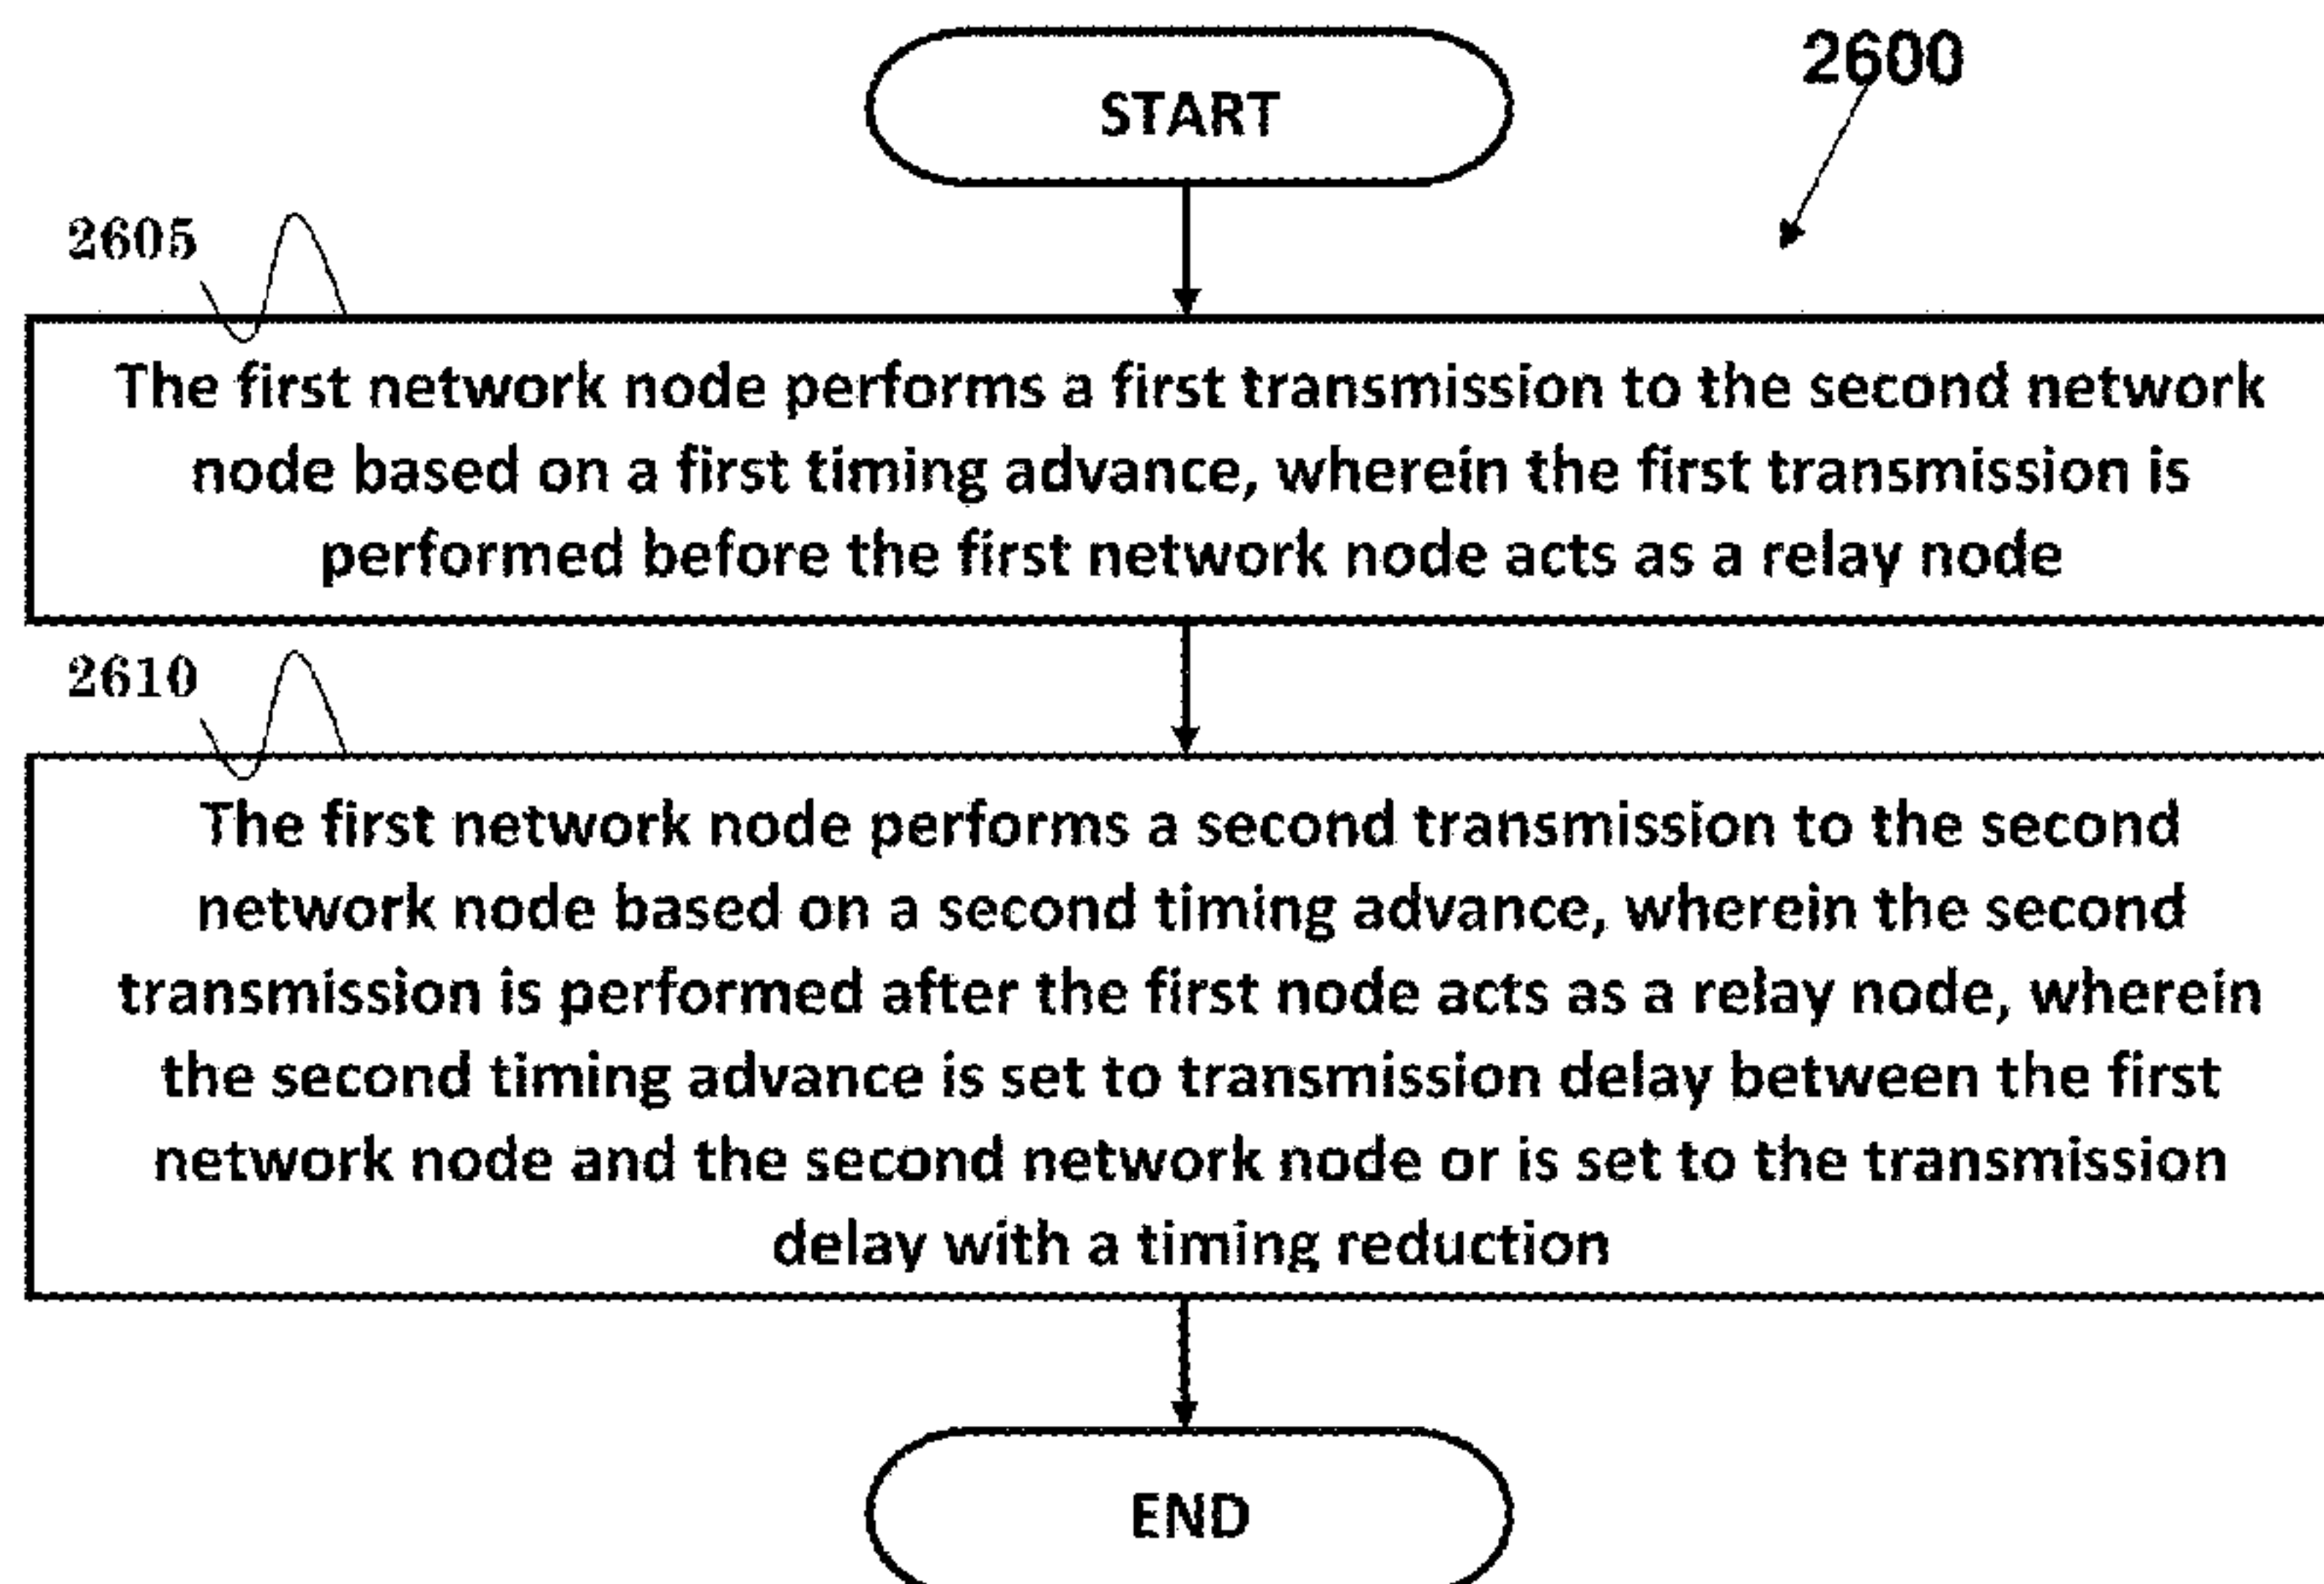 START
2600
2605
The first network node performs a first transmission to the second network
node based on a first timing advance, wherein the first transmission is
performed before the first network node acts as a relay node
2610
The first network node performs a second transmission to the second
network node based on a second timing advance, wherein the second
transmission is performed after the first node acts as a relay node, wherein
the second timing advance is set to transmission delay between the first
network node and the second network node or is set to the transmission
delay with a timing reduction
END